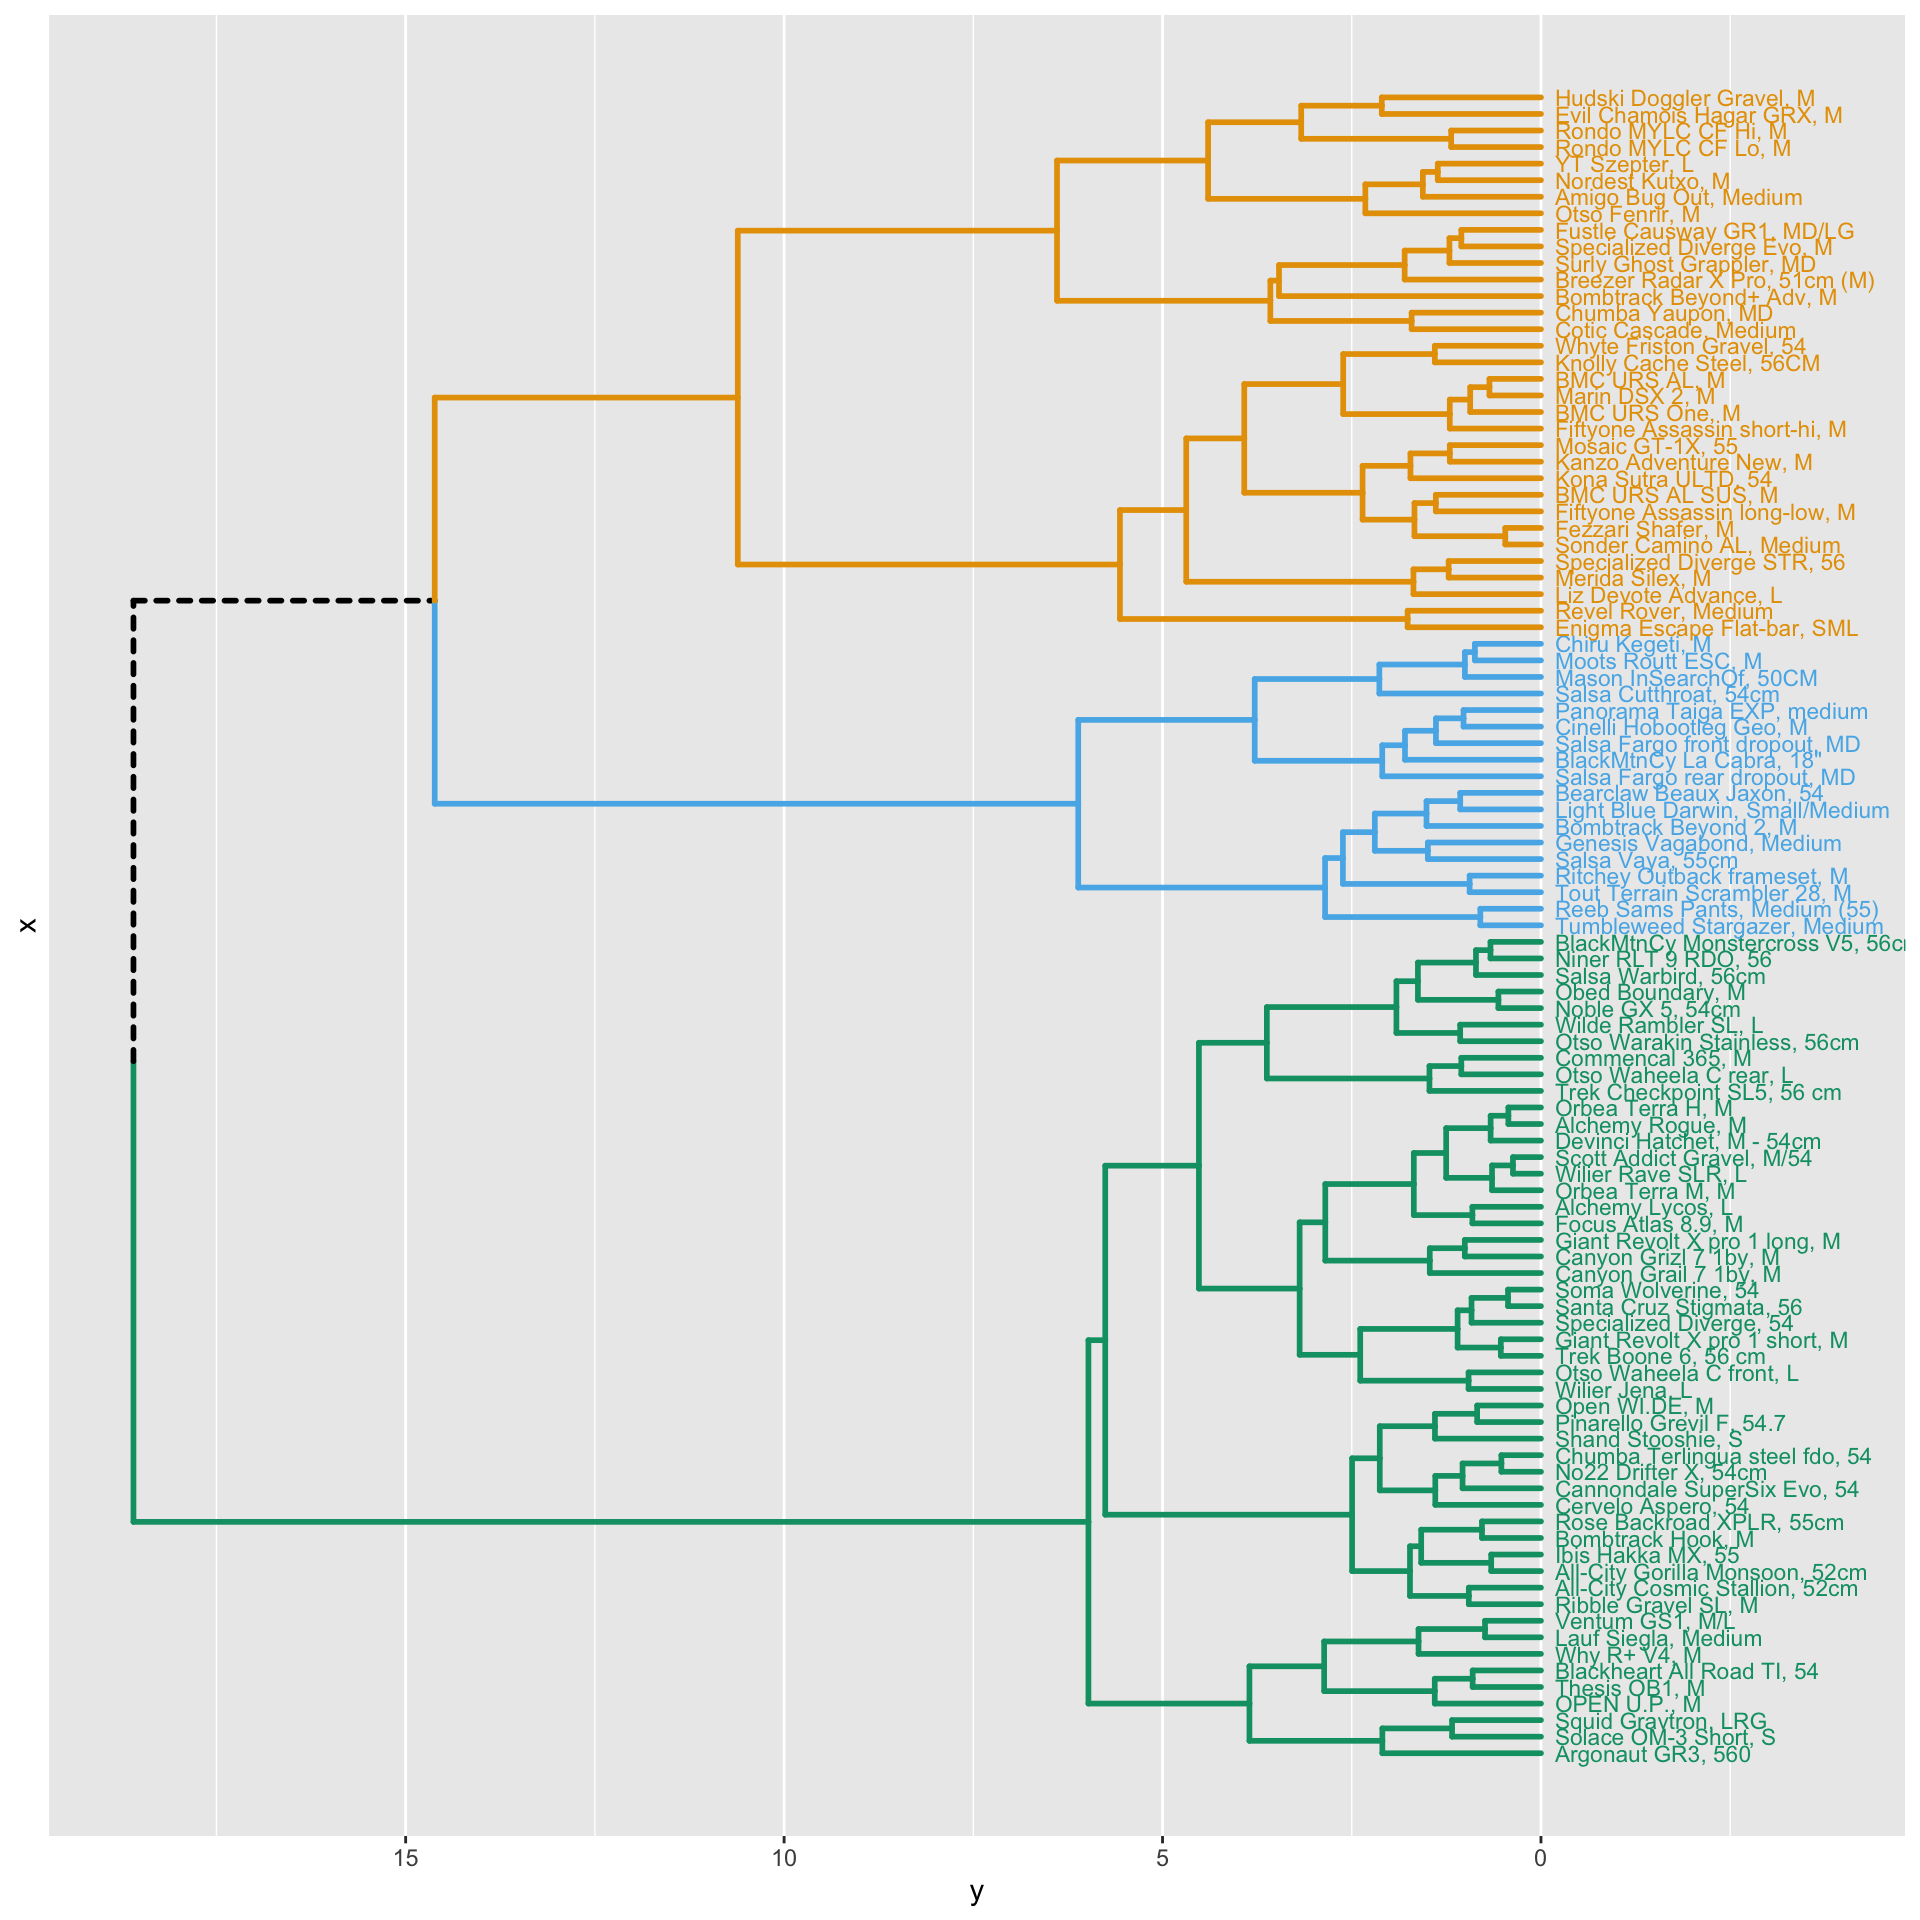 Hudski Doggler Gravel, M
Evil Chamois Hagar GRX, M
Rondo MYLC CF Hi, M
Rondo MYLC CF Lo, M
YT Szepter, L
Nordest Kutxo, M
Amigo Bug Out, Medium
Otso Fenrir, M
Fustle Causway GR1, MD/LG
Specialized Diverge Evo, M
Surly Ghost Grappler, MD
Breezer Radar X Pro, 51cm (M)
Bombtrack Beyond+ Adv, M
Chumba Yaupon, MD
Cotic Cascade, Medium
Whyte Friston Gravel, 54
Knolly Cache Steel, 56CM
BMC URS AL, M
Marin DSX 2, M
BMC URS One, M
Fiftyone Assassin short-hi, M
Mosaic GT-1X, 55
Kanzo Adventure New, M
Kona Sutra ULTD, 54
BMC URS AL SUS, M
Fiftyone Assassin long-low, M
Fezzari Shafer, M
Sonder Camino AL, Medium
Specialized Diverge STR, 56
Merida Silex, M
Liz Devote Advance, L
Revel Rover, Medium
Enigma Escape Flat-bar, SML
Chiru Kegeti, M
Moots Routt ESC, M
Mason InSearchOf, 50CM
Salsa Cutthroat, 54cm
Panorama Taiga EXP, medium
Cinelli Hobootleg Geo, M
Salsa Fargo front dropout, MD
BlackMtnCy La Cabra, 18"
Salsa Fargo rear dropout, MD
Bearclaw Beaux Jaxon, 54
Light Blue Darwin, Small/Medium
Bombtrack Beyond 2, M
Genesis Vagabond, Medium
Salsa Vaya, 55cm
Ritchey Outback frameset, M
Tout Terrain Scrambler 28, M
Reeb Sams Pants, Medium (55)
Tumbleweed Stargazer, Medium
BlackMtnCy Monstercross V5, 56c
Niner RLT 9 RDO, 56
Salsa Warbird, 56cm
Obed Boundary, M
Noble GX 5, 54cm
Wilde Rambler SL, L
Otso Warakin Stainless, 56cm
Commencal 365, M
Otso Waheela C rear, L
Trek Checkpoint SL5, 56 cm
Orbea Terra H, M
Alchemy Rogue, M
Devinci Hatchet, M - 54cm
Scott Addict Gravel, M/54
Wilier Rave SLR, L
Orbea Terra M, M
Alchemy Lycos, L
Focus Atlas 8.9, M
Giant Revolt X pro 1 long, M
Canyon Grizl 7 1by, M
Canyon Grail 7 1by, M
Soma Wolverine, 54
Santa Cruz Stigmata, 56
Specialized Diverge, 54
Giant Revolt X pro 1 short, M
Trek Boone 6, 56 cm
Otso Waheela C front, L
Wilier Jena, L
Open WI.DE, M
Pinarello Grevil F, 54.7
Shand Stooshie, S
Chumba Terlingua steel fdo, 54
No22 Drifter X, 54cm
Cannondale SuperSix Evo, 54
Cervelo Aspero, 54
Rose Backroad XPLR, 55cm
Bombtrack Hook, M
Ibis Hakka MX, 55
All-City Gorilla Monsoon, 52cm
All-City Cosmic Stallion, 52cm
Ribble Gravel SL, M
Ventum GS1, M/L
Lauf Siegla, Medium
Why R+ V4, M
Blackheart All Road TI, 54
Thesis OB1, M
OPEN U.P., M
Squid Gravtron, LRG
Solace OM-3 Short, S
Argonaut GR3, 560
x
15 10 5 0
y